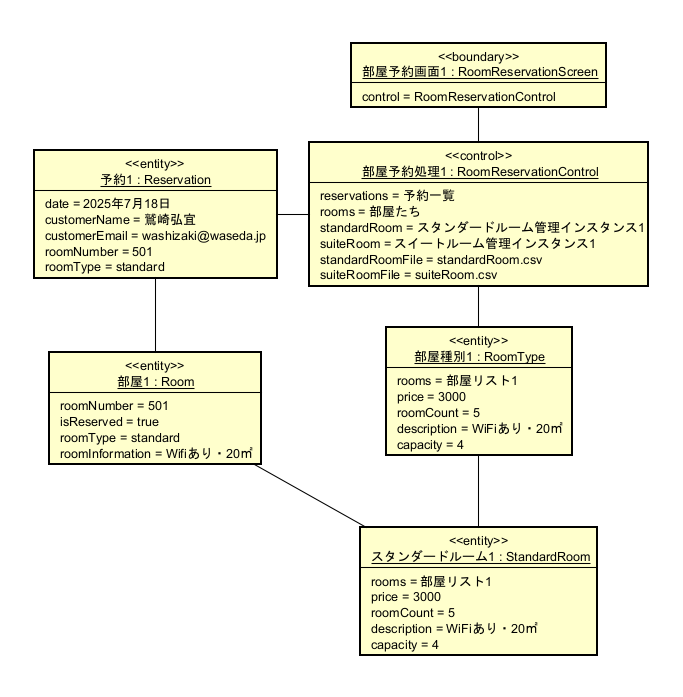 <<boundary>>
部屋予約画面1 : RoomReservationScreen
control = RoomReservationControl
<<entity>>
予約1 : Reservation
date = 2025年7月18日
customerName = 鷲崎弘宜
customerEmail = washizaki@waseda.jp
roomNumber = 501
roomType = standard
<<control>>
部屋予約処理1 : RoomReservationControl
reservations = 予約一覧
rooms = 部屋たち
standardRoom = スタンダードルーム管理インスタンス1
suiteRoom = スイートルーム管理インスタンス1
standardRoomFile = standardRoom.csv
suiteRoomFile = suiteRoom.csv
<<entity>>
部屋1 : Room
roomNumber = 501
isReserved = true
roomType = standard
roomInformation = Wifiあり・20㎡
<<entity>>
部屋種別1 : RoomType
rooms = 部屋リスト1
price = 3000
roomCount = 5
description = WiFiあり・20㎡
capacity = 4
<<entity>>
スタンダードルーム1 : StandardRoom
rooms = 部屋リスト1
price = 3000
roomCount = 5
description = WiFiあり・20㎡
capacity = 4